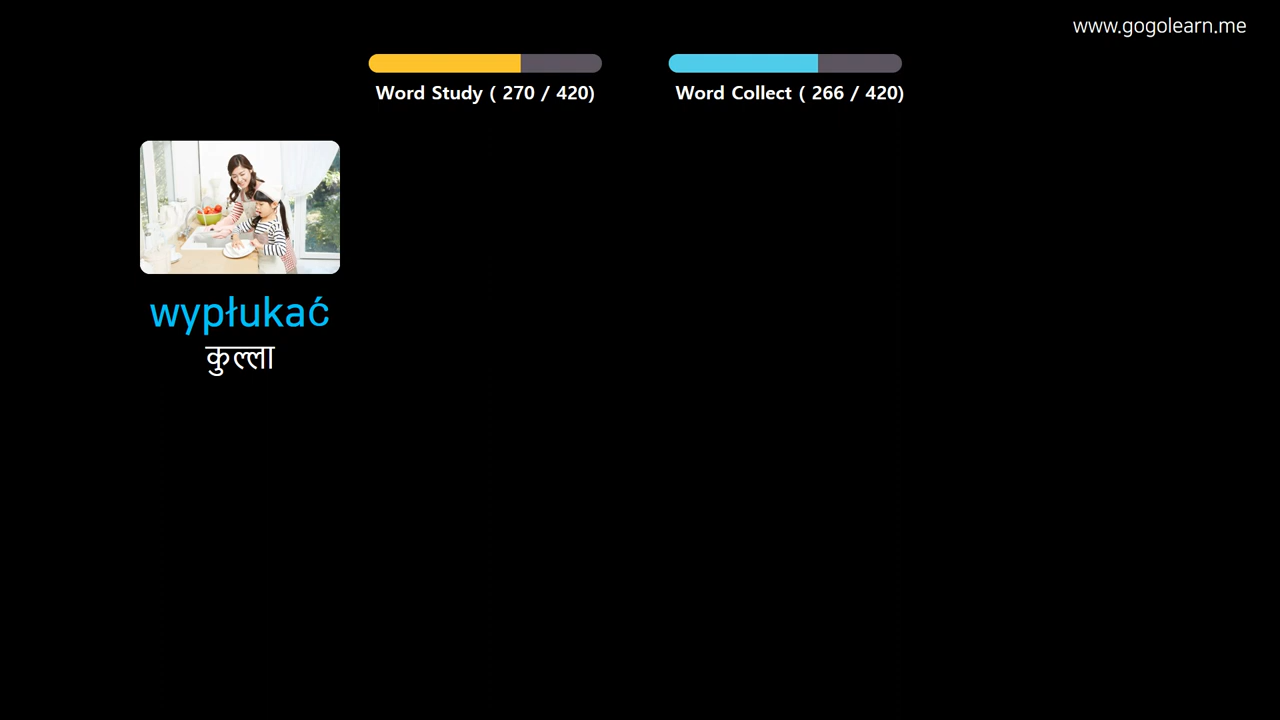 www.gogolearn.me
Word Study ( 270 / 420)
Word Collect ( 266 / 420)
wypłukać
कुल्ला